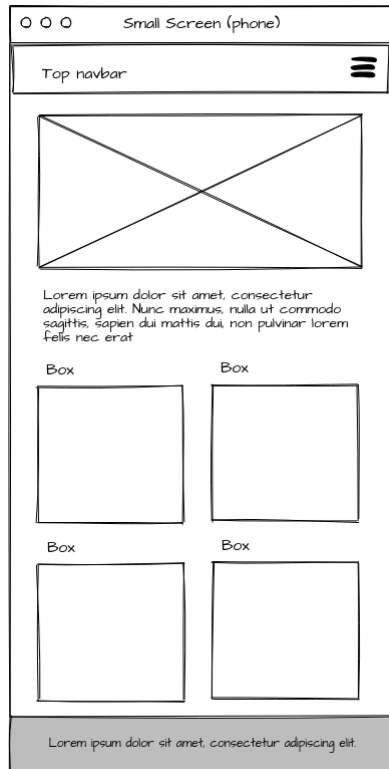 Small Screen (phone)
Top navbar
Lorem ipsum dolor sit amet, consectetur
adipiscing elit. Nunc maximus, nulla ut commodo
sagittis, sapien dui mattis dui, non pulvinar lorem
felis nec erat
Box
Box
Box
Box
Lorem ipsum dolor sit amet, consectetur adipiscing elit.